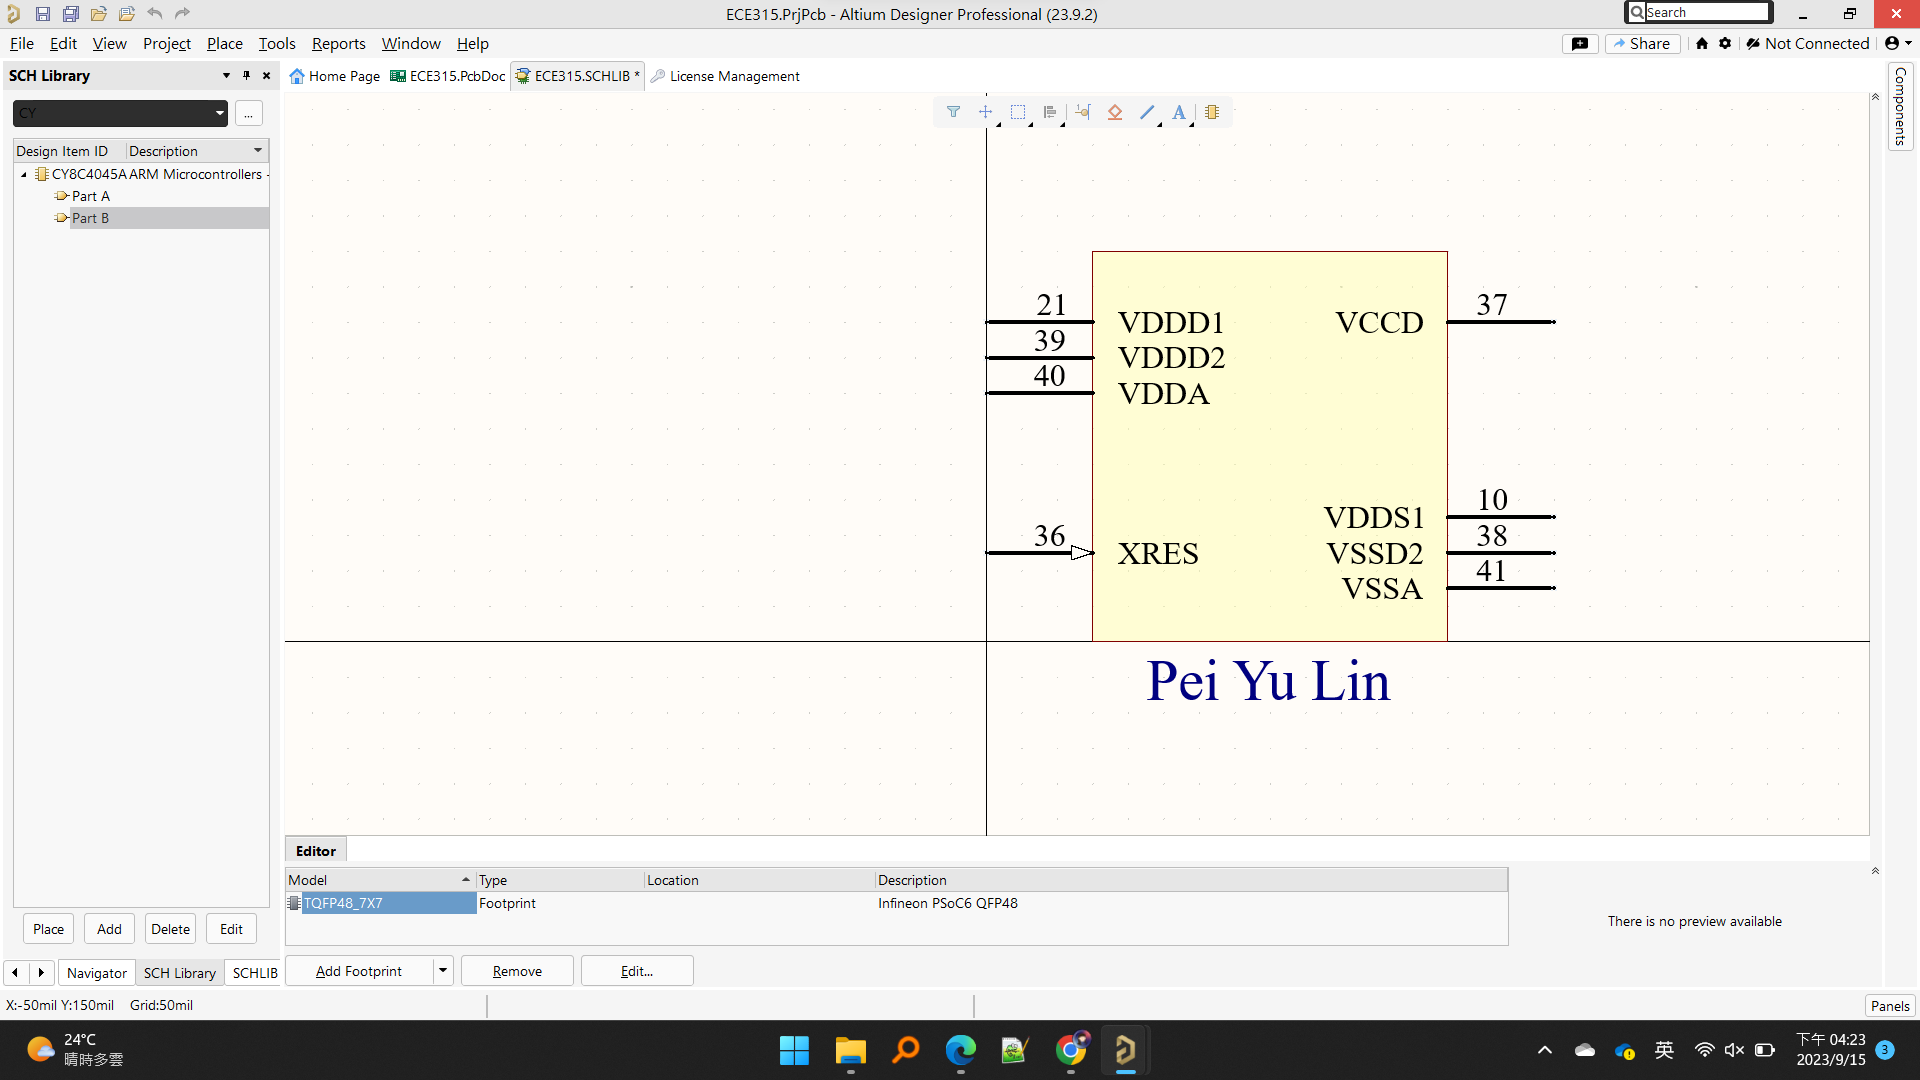 ECE315.PrjPcb - Altium Designer Professional (23.9.2)
Search
File Edit View Project Place Tools Reports Window Help
Share
Not Connected
SCH Library
Home Page ECE315.PcbDoc ECE315.SCHLIB * License Management
Components
CY
...
Design Item ID Description
CY8C4045A ARM Microcontrollers -
Part A
Part B
21 VDDD1 VCCD 37
39 VDDD2
40 VDDA
VDDS1 10
36 XRES VSSD2 38
VSSA 41
Pei Yu Lin
Editor
Model Type Location Description
TQFP48_7X7 Footprint Infineon PSoC6 QFP48
There is no preview available
Place Add Delete Edit
Navigator SCH Library SCHLIB
Add Footprint Remove Edit...
X:-50mil Y:150mil Grid:50mil
Panels
24°C
晴時多雲
英
下午 04:23
2023/9/15
3